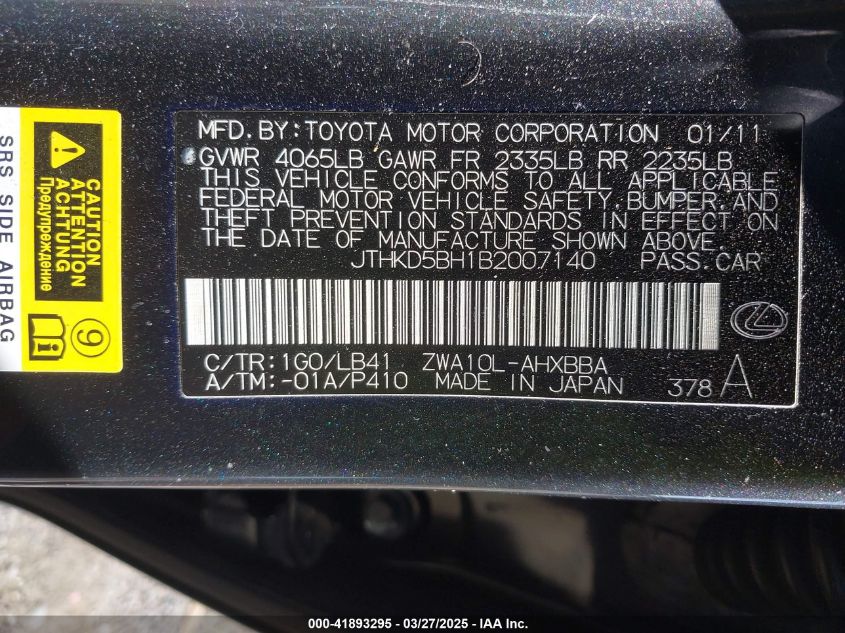 SRS SIDE AIRBAG
CAUTION
ATTENTION
ACHTUNG
Предупреждение
9
MFD. BY: TOYOTA MOTOR CORPORATION 01/11
GVWR 4065LB GAWR FR 2335LB RR 2235LB
THIS VEHICLE CONFORMS TO ALL APPLICABLE
FEDERAL MOTOR VEHICLE SAFETY, BUMPER, AND
THEFT PREVENTION STANDARDS IN EFFECT ON
THE DATE OF MANUFACTURE SHOWN ABOVE.
JTHKD5BH1B2007140 PASS. CAR
C/TR: 1G0/LB41 ZWA10L-AHXBBA
A/TM: -01A/P410 MADE IN JAPAN 378 A
000-41893295 - 03/27/2025 - IAA Inc.